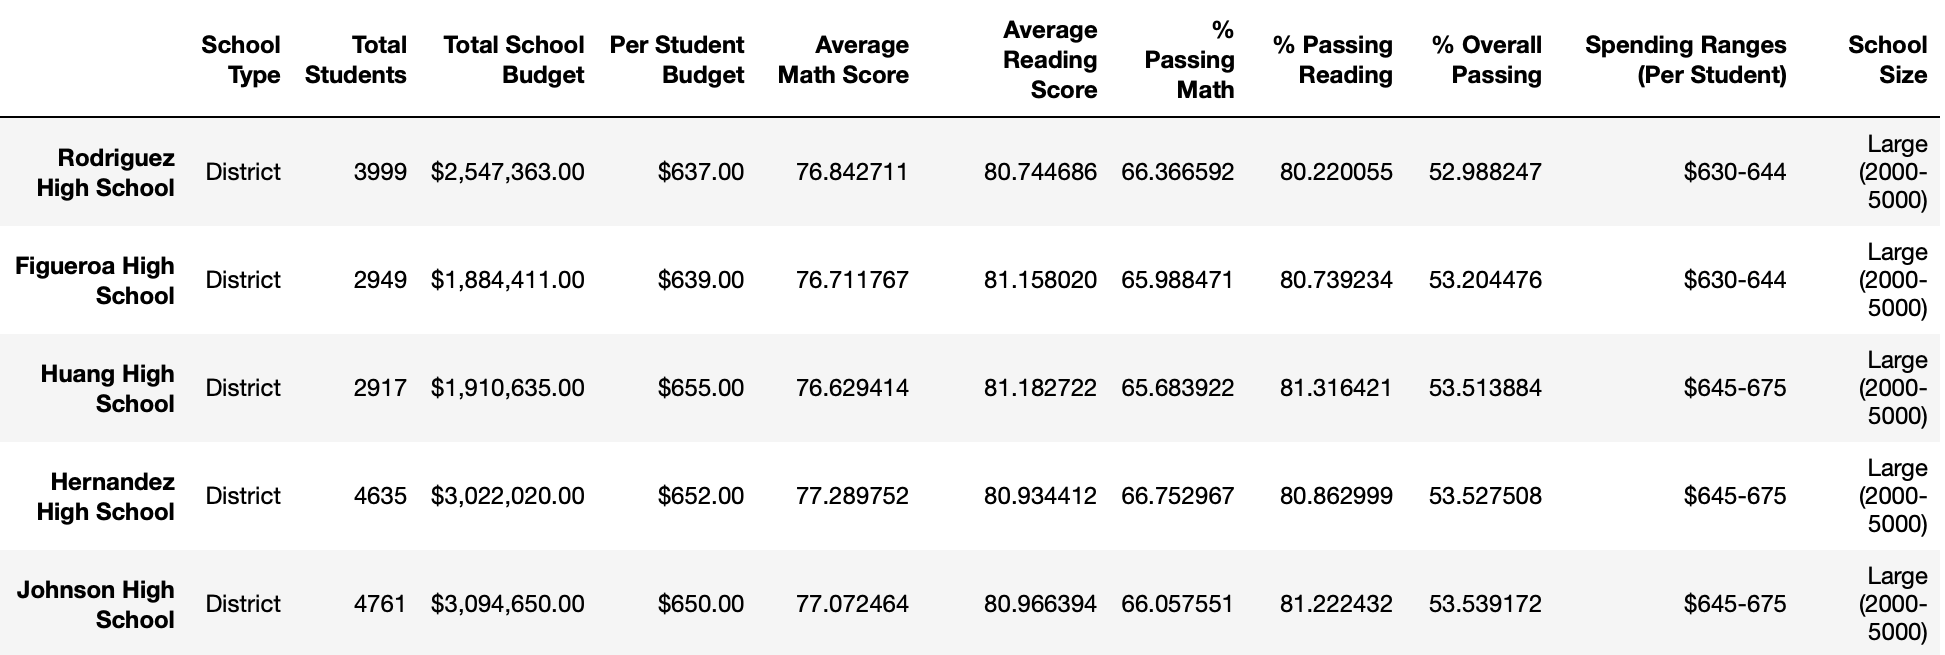 School Type Total Students Total School Budget Per Student Budget Average Math Score Average Reading Score % Passing Math % Passing Reading % Overall Passing Spending Ranges (Per Student) School Size
Rodriguez High School District 3999 $2,547,363.00 $637.00 76.842711 80.744686 66.366592 80.220055 52.988247 $630-644 Large (2000-5000)
Figueroa High School District 2949 $1,884,411.00 $639.00 76.711767 81.158020 65.988471 80.739234 53.204476 $630-644 Large (2000-5000)
Huang High School District 2917 $1,910,635.00 $655.00 76.629414 81.182722 65.683922 81.316421 53.513884 $645-675 Large (2000-5000)
Hernandez High School District 4635 $3,022,020.00 $652.00 77.289752 80.934412 66.752967 80.862999 53.527508 $645-675 Large (2000-5000)
Johnson High School District 4761 $3,094,650.00 $650.00 77.072464 80.966394 66.057551 81.222432 53.539172 $645-675 Large (2000-5000)